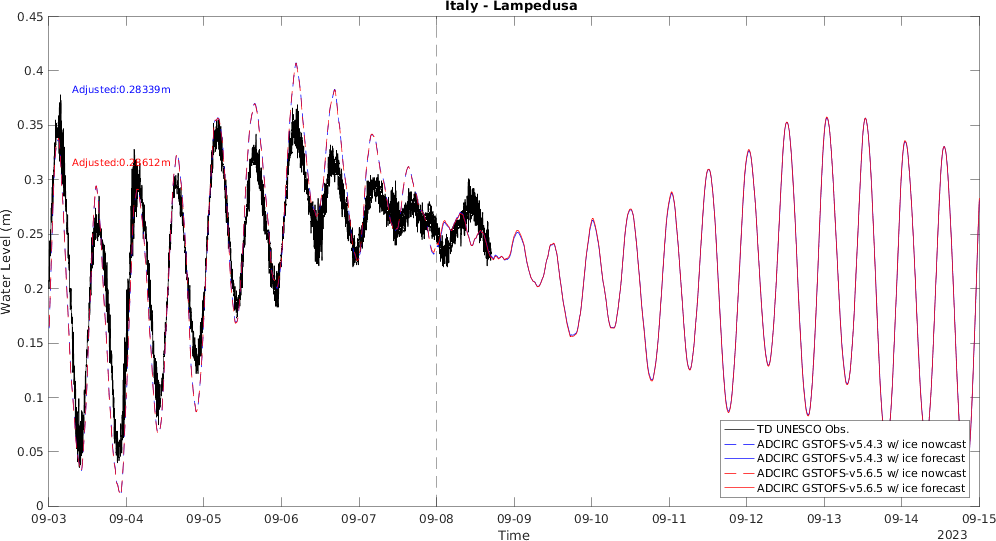 Italy - Lampedusa
0.45
0.4
0.35
0.3
0.25
0.2
0.15
0.1
0.05
0
Water Level (m)
Adjusted:0.28339m
Adjusted:0.28612m
TD UNESCO Obs.
ADCIRC GSTOFS-v5.4.3 w/ ice nowcast
ADCIRC GSTOFS-v5.4.3 w/ ice forecast
ADCIRC GSTOFS-v5.6.5 w/ ice nowcast
ADCIRC GSTOFS-v5.6.5 w/ ice forecast
09-03 09-04 09-05 09-06 09-07 09-08 09-09 09-10 09-11 09-12 09-13 09-14 09-15
Time
2023